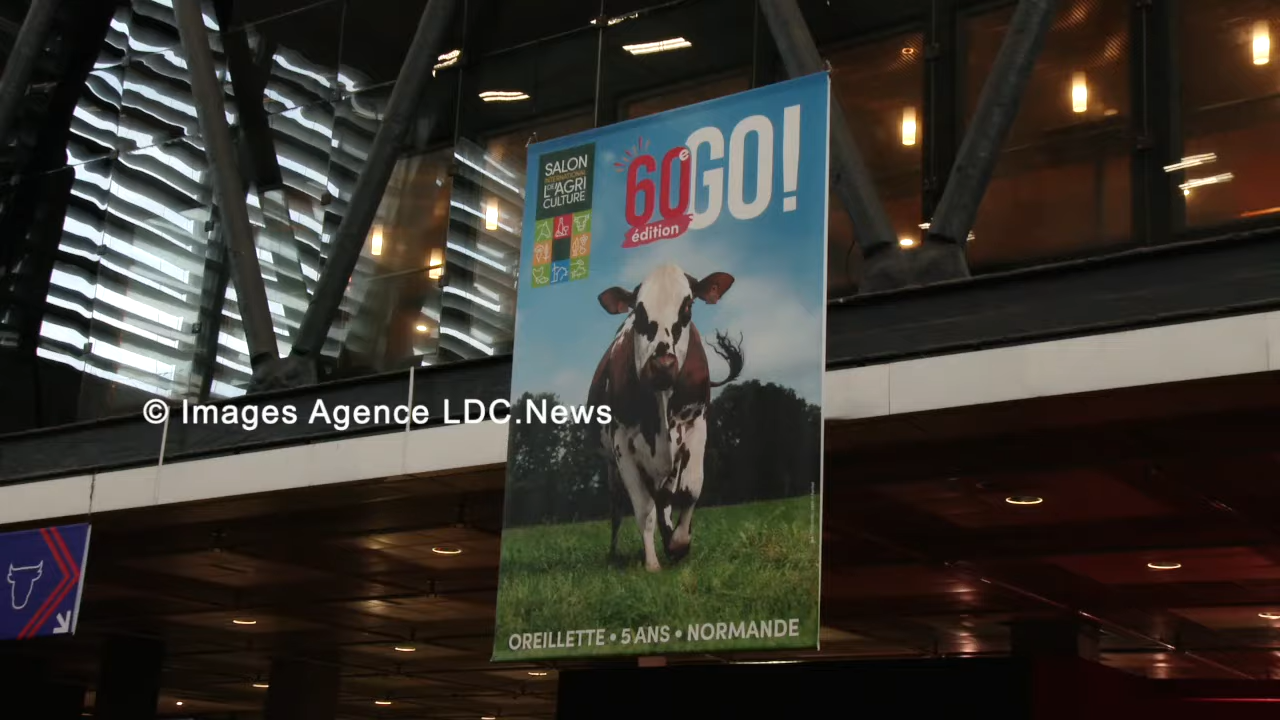 SALON
INTERNATIONAL
DE L'AGRI
CULTURE
60e GO!
édition
© Images Agence LDC.News
OREILLETTE • 5 ANS • NORMANDE